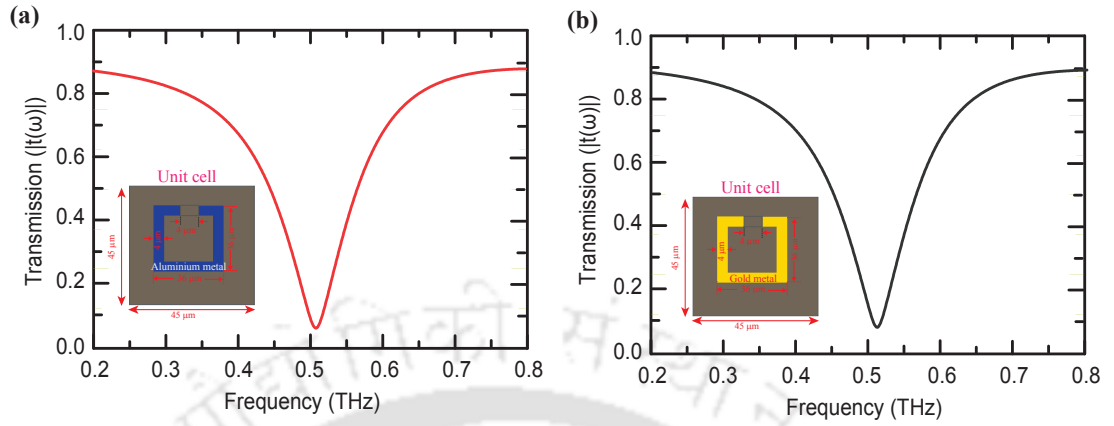 (a)
1.0
0.8
0.6
0.4
0.2
0.0
0.2 0.3 0.4 0.5 0.6 0.7 0.8
Transmission (|t(ω)|)
Frequency (THz)
Unit cell
45 μm
4 μm
Aluminium metal
45 μm
(b)
1.0
0.8
0.6
0.4
0.2
0.0
0.2 0.3 0.4 0.5 0.6 0.7 0.8
Transmission (|t(ω)|)
Frequency (THz)
Unit cell
45 μm
4 μm
Gold metal
45 μm